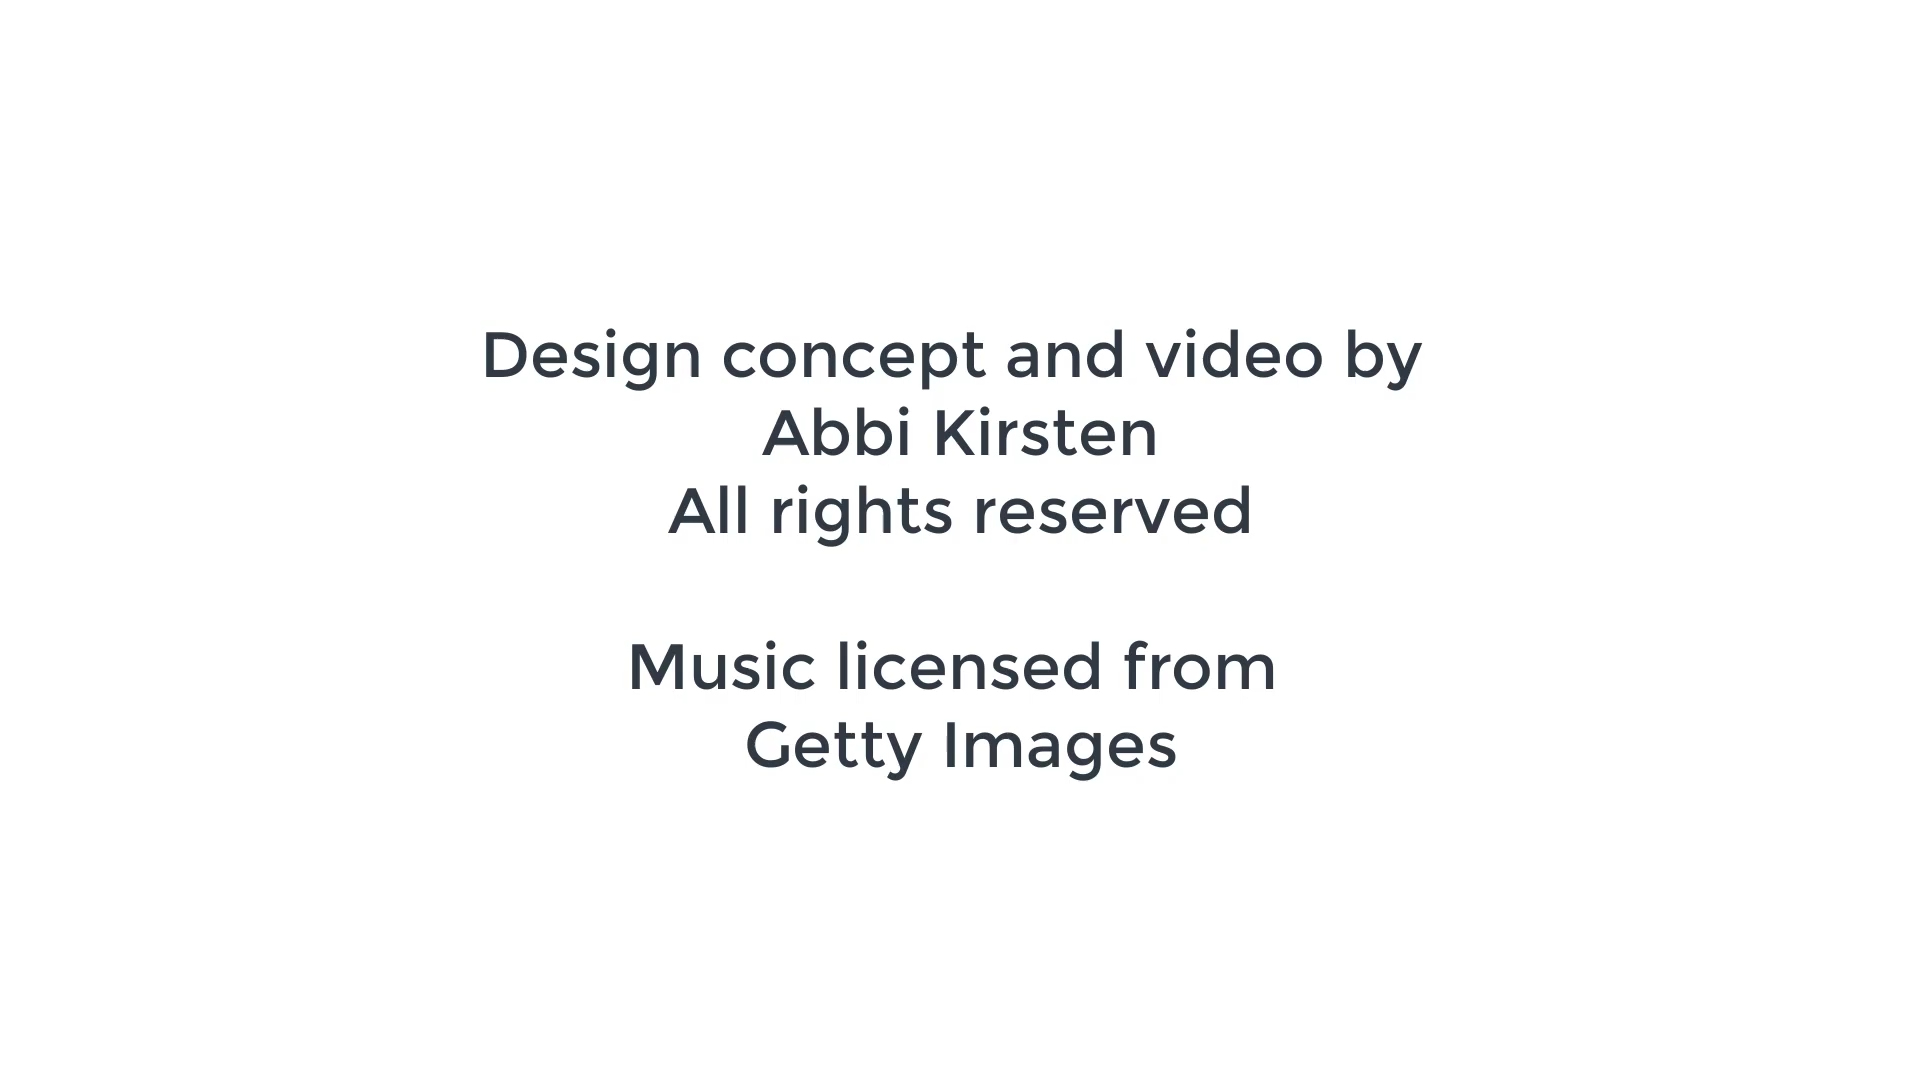 Design concept and video by
Abbi Kirsten
All rights reserved
Music licensed from
Getty Images